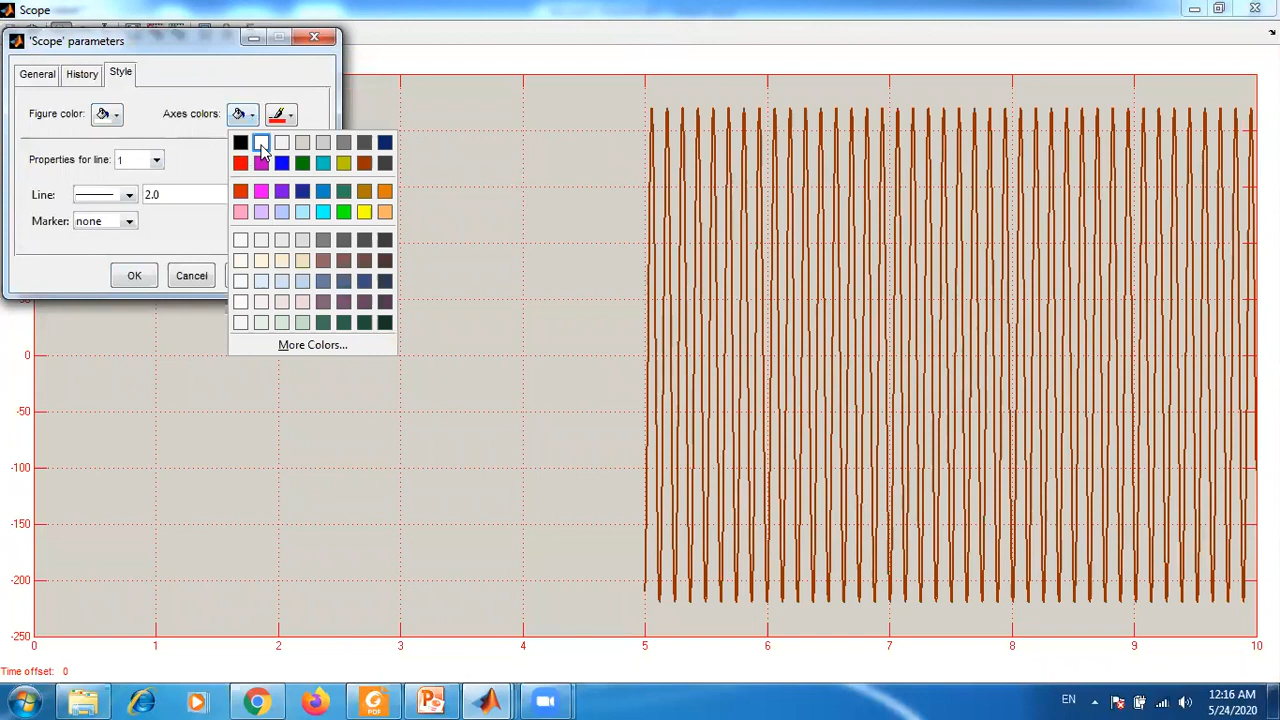 Scope
'Scope' parameters
General History Style
Figure color: Axes colors:
Properties for line: 1
Line: 2.0
Marker: none
OK Cancel
More Colors...
0
-50
-100
-150
-200
-250
0 1 2 3 4 5 6 7 8 9 10
Time offset: 0
PDF
EN
12:16 AM
5/24/2020